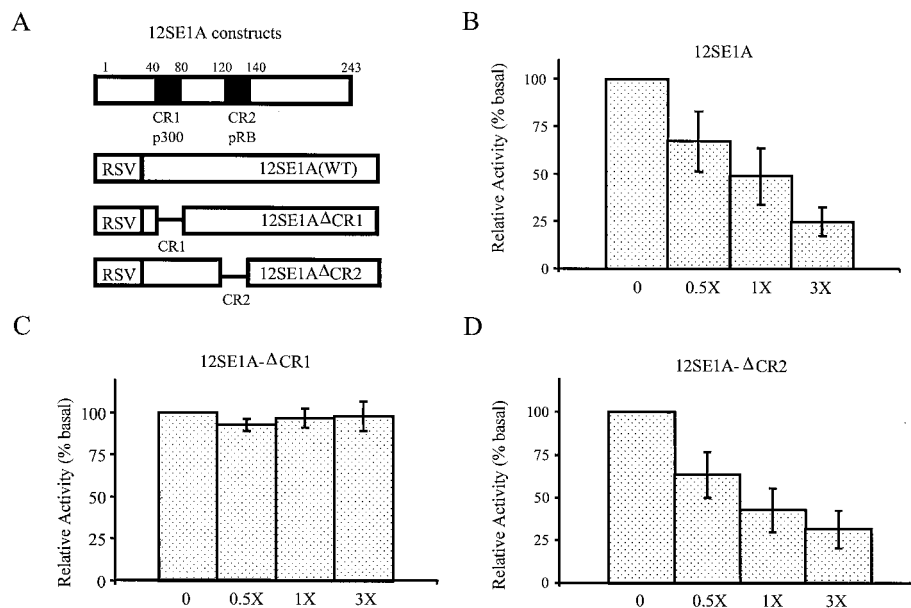 A
12SE1A constructs
1 40 80 120 140 243
CR1 CR2
p300 pRB
RSV 12SE1A(WT)
RSV 12SE1AΔCR1
CR1
RSV 12SE1AΔCR2
CR2
B
12SE1A
Relative Activity (% basal)
100
75
50
25
0
0 0.5X 1X 3X
C
12SE1A-ΔCR1
Relative Activity (% basal)
100
75
50
25
0
0 0.5X 1X 3X
D
12SE1A-ΔCR2
Relative Activity (% basal)
100
75
50
25
0
0 0.5X 1X 3X